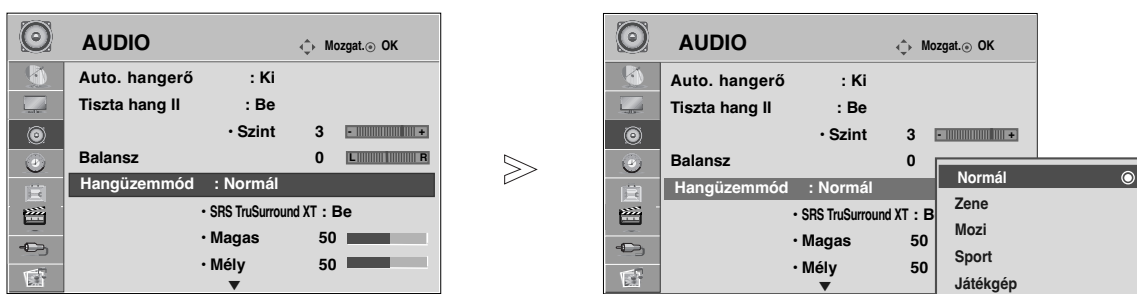 AUDIO
Mozgat. OK
Auto. hangerő : Ki
Tiszta hang II : Be
• Szint 3 - +
Balansz 0 L R
Hangüzemmód : Normál
• SRS TruSurround XT : Be
• Magas 50
• Mély 50
AUDIO
Mozgat. OK
Auto. hangerő : Ki
Tiszta hang II : Be
• Szint 3 - +
Balansz 0
Hangüzemmód : Normál
• SRS TruSurround XT : B
• Magas 50
• Mély 50
Normál
Zene
Mozi
Sport
Játékgép